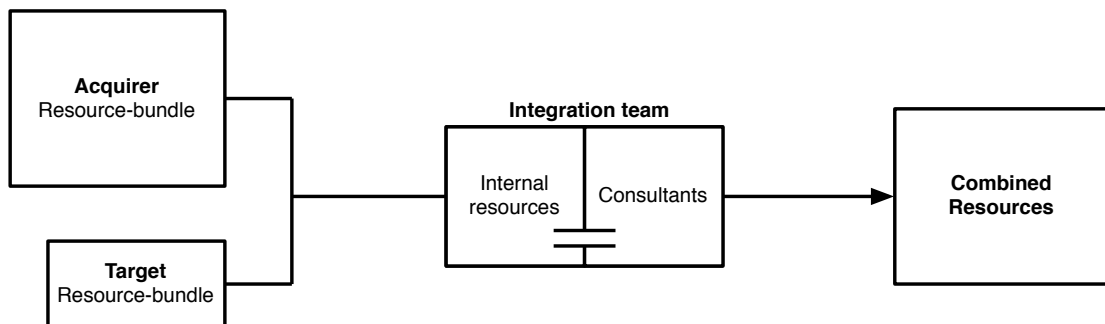 Acquirer
Resource-bundle
Target
Resource-bundle
Integration team
Internal
resources
Consultants
Combined
Resources